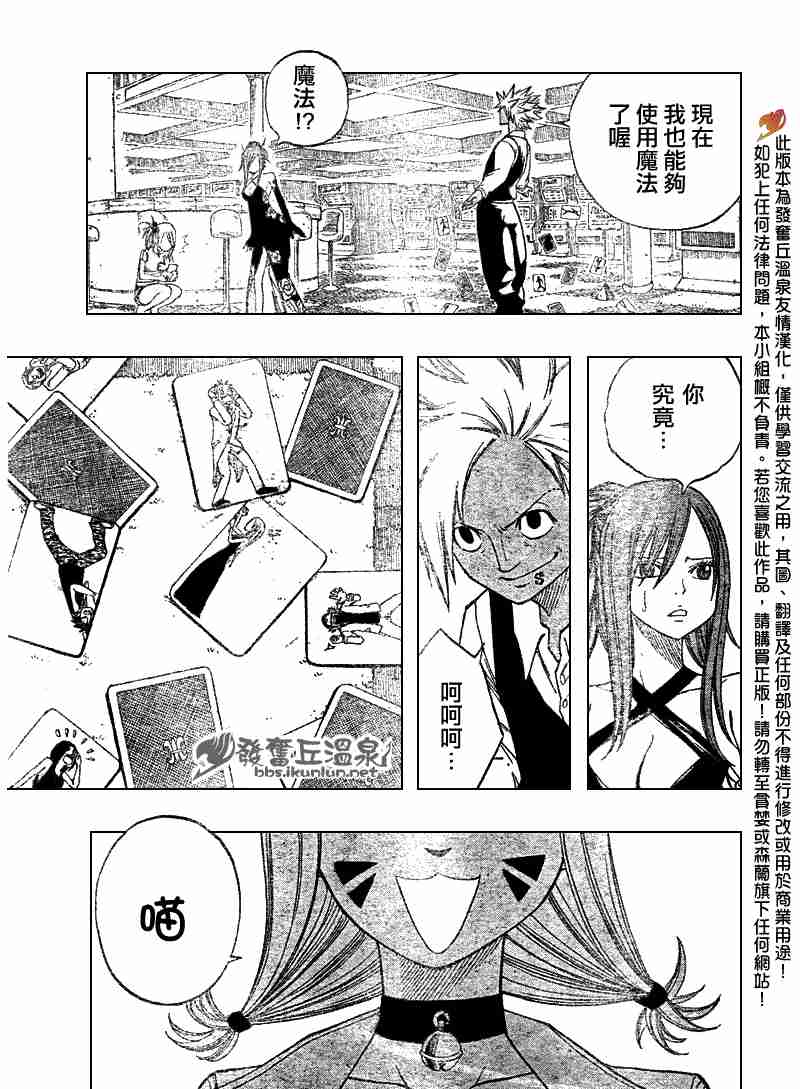 現在
我也能夠
使用魔法
了喔
魔法!?
你
究竟…
呵呵呵…
S
發奮丘溫泉
bbs.ikunlun.net
喵
此版本為發奮丘溫泉友情漢化，僅供學習交流之用，其圖、翻譯及任何部份不得進行修改或用於商業用途！
如犯上任何法律問題，本小組概不負責。若您喜歡此作品，請購買正版！請勿轉至貪婪或森蘭旗下任何網站！